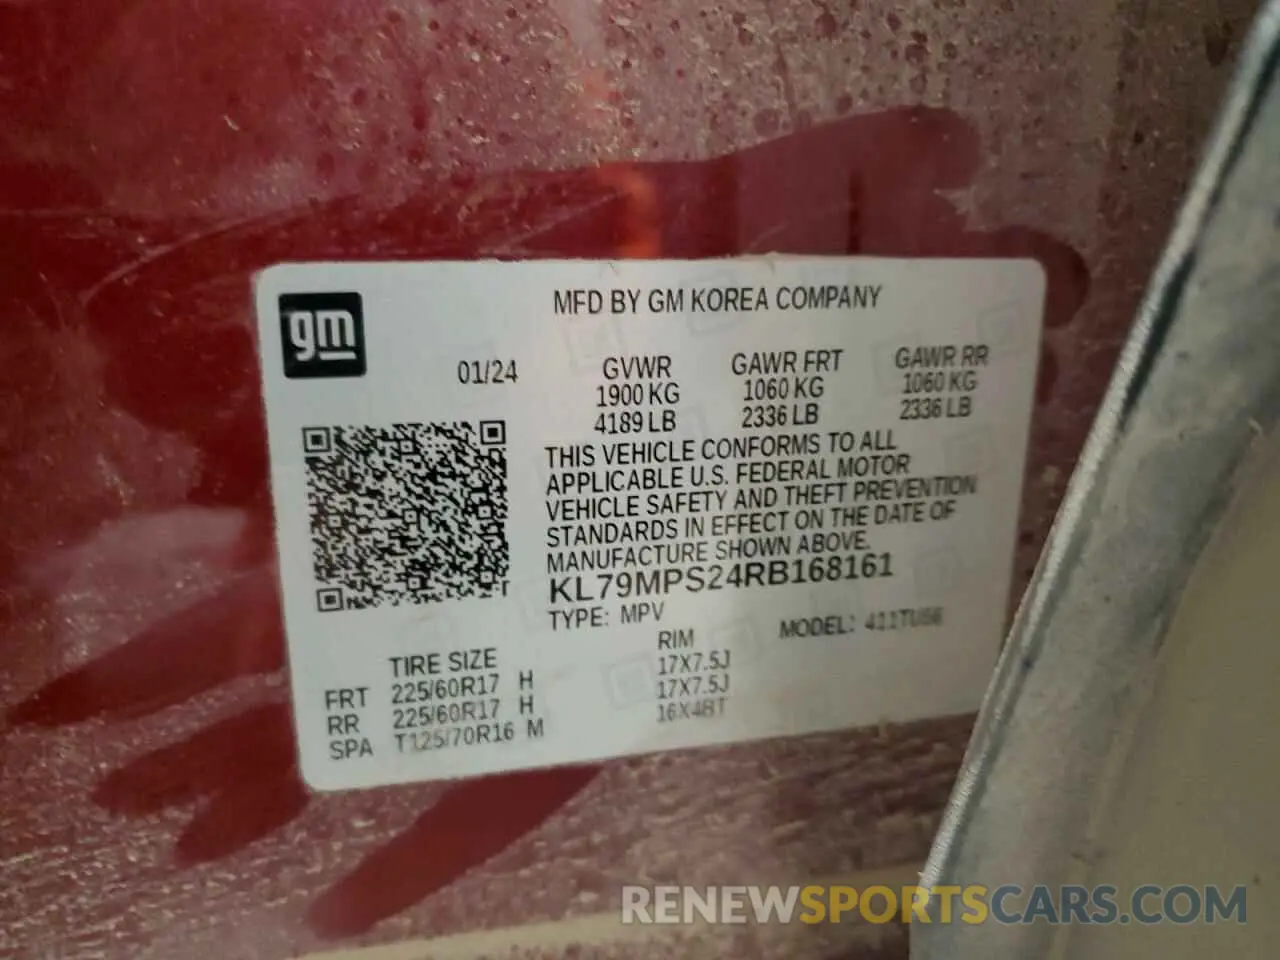 gm
MFD BY GM KOREA COMPANY
01/24
GVWR GAWR FRT GAWR RR
1900 KG 1060 KG 1060 KG
4189 LB 2336 LB 2336 LB
THIS VEHICLE CONFORMS TO ALL
APPLICABLE U.S. FEDERAL MOTOR
VEHICLE SAFETY AND THEFT PREVENTION
STANDARDS IN EFFECT ON THE DATE OF
MANUFACTURE SHOWN ABOVE.
KL79MPS24RB168161
TYPE: MPV MODEL:
TIRE SIZE RIM
FRT 225/60R17 H 17X7.5J
RR 225/60R17 H 17X7.5J
SPA T125/70R16 M 16X4BT
RENEWSPORTSCARS.COM